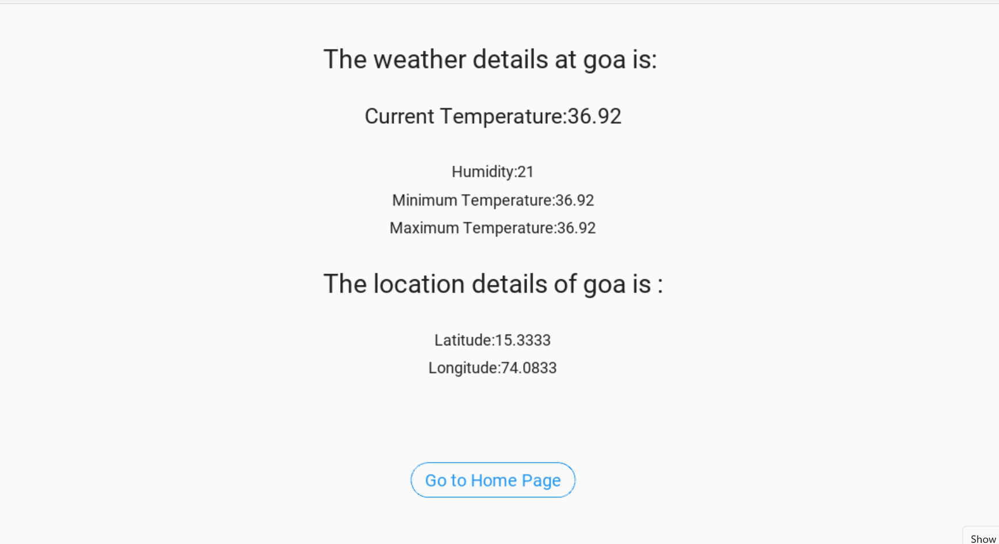 The weather details at goa is:
Current Temperature:36.92
Humidity:21
Minimum Temperature:36.92
Maximum Temperature:36.92
The location details of goa is :
Latitude:15.3333
Longitude:74.0833
Go to Home Page
Show